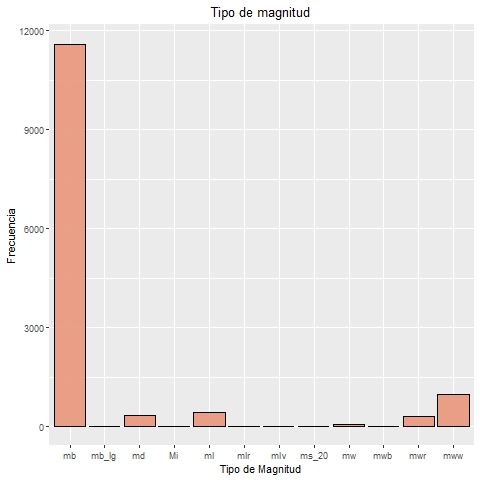 Tipo de magnitud
12000
9000
6000
3000
0
Frecuencia
mb mb_lg md Mi ml mlr mlv ms_20 mw mwb mwr mww
Tipo de Magnitud